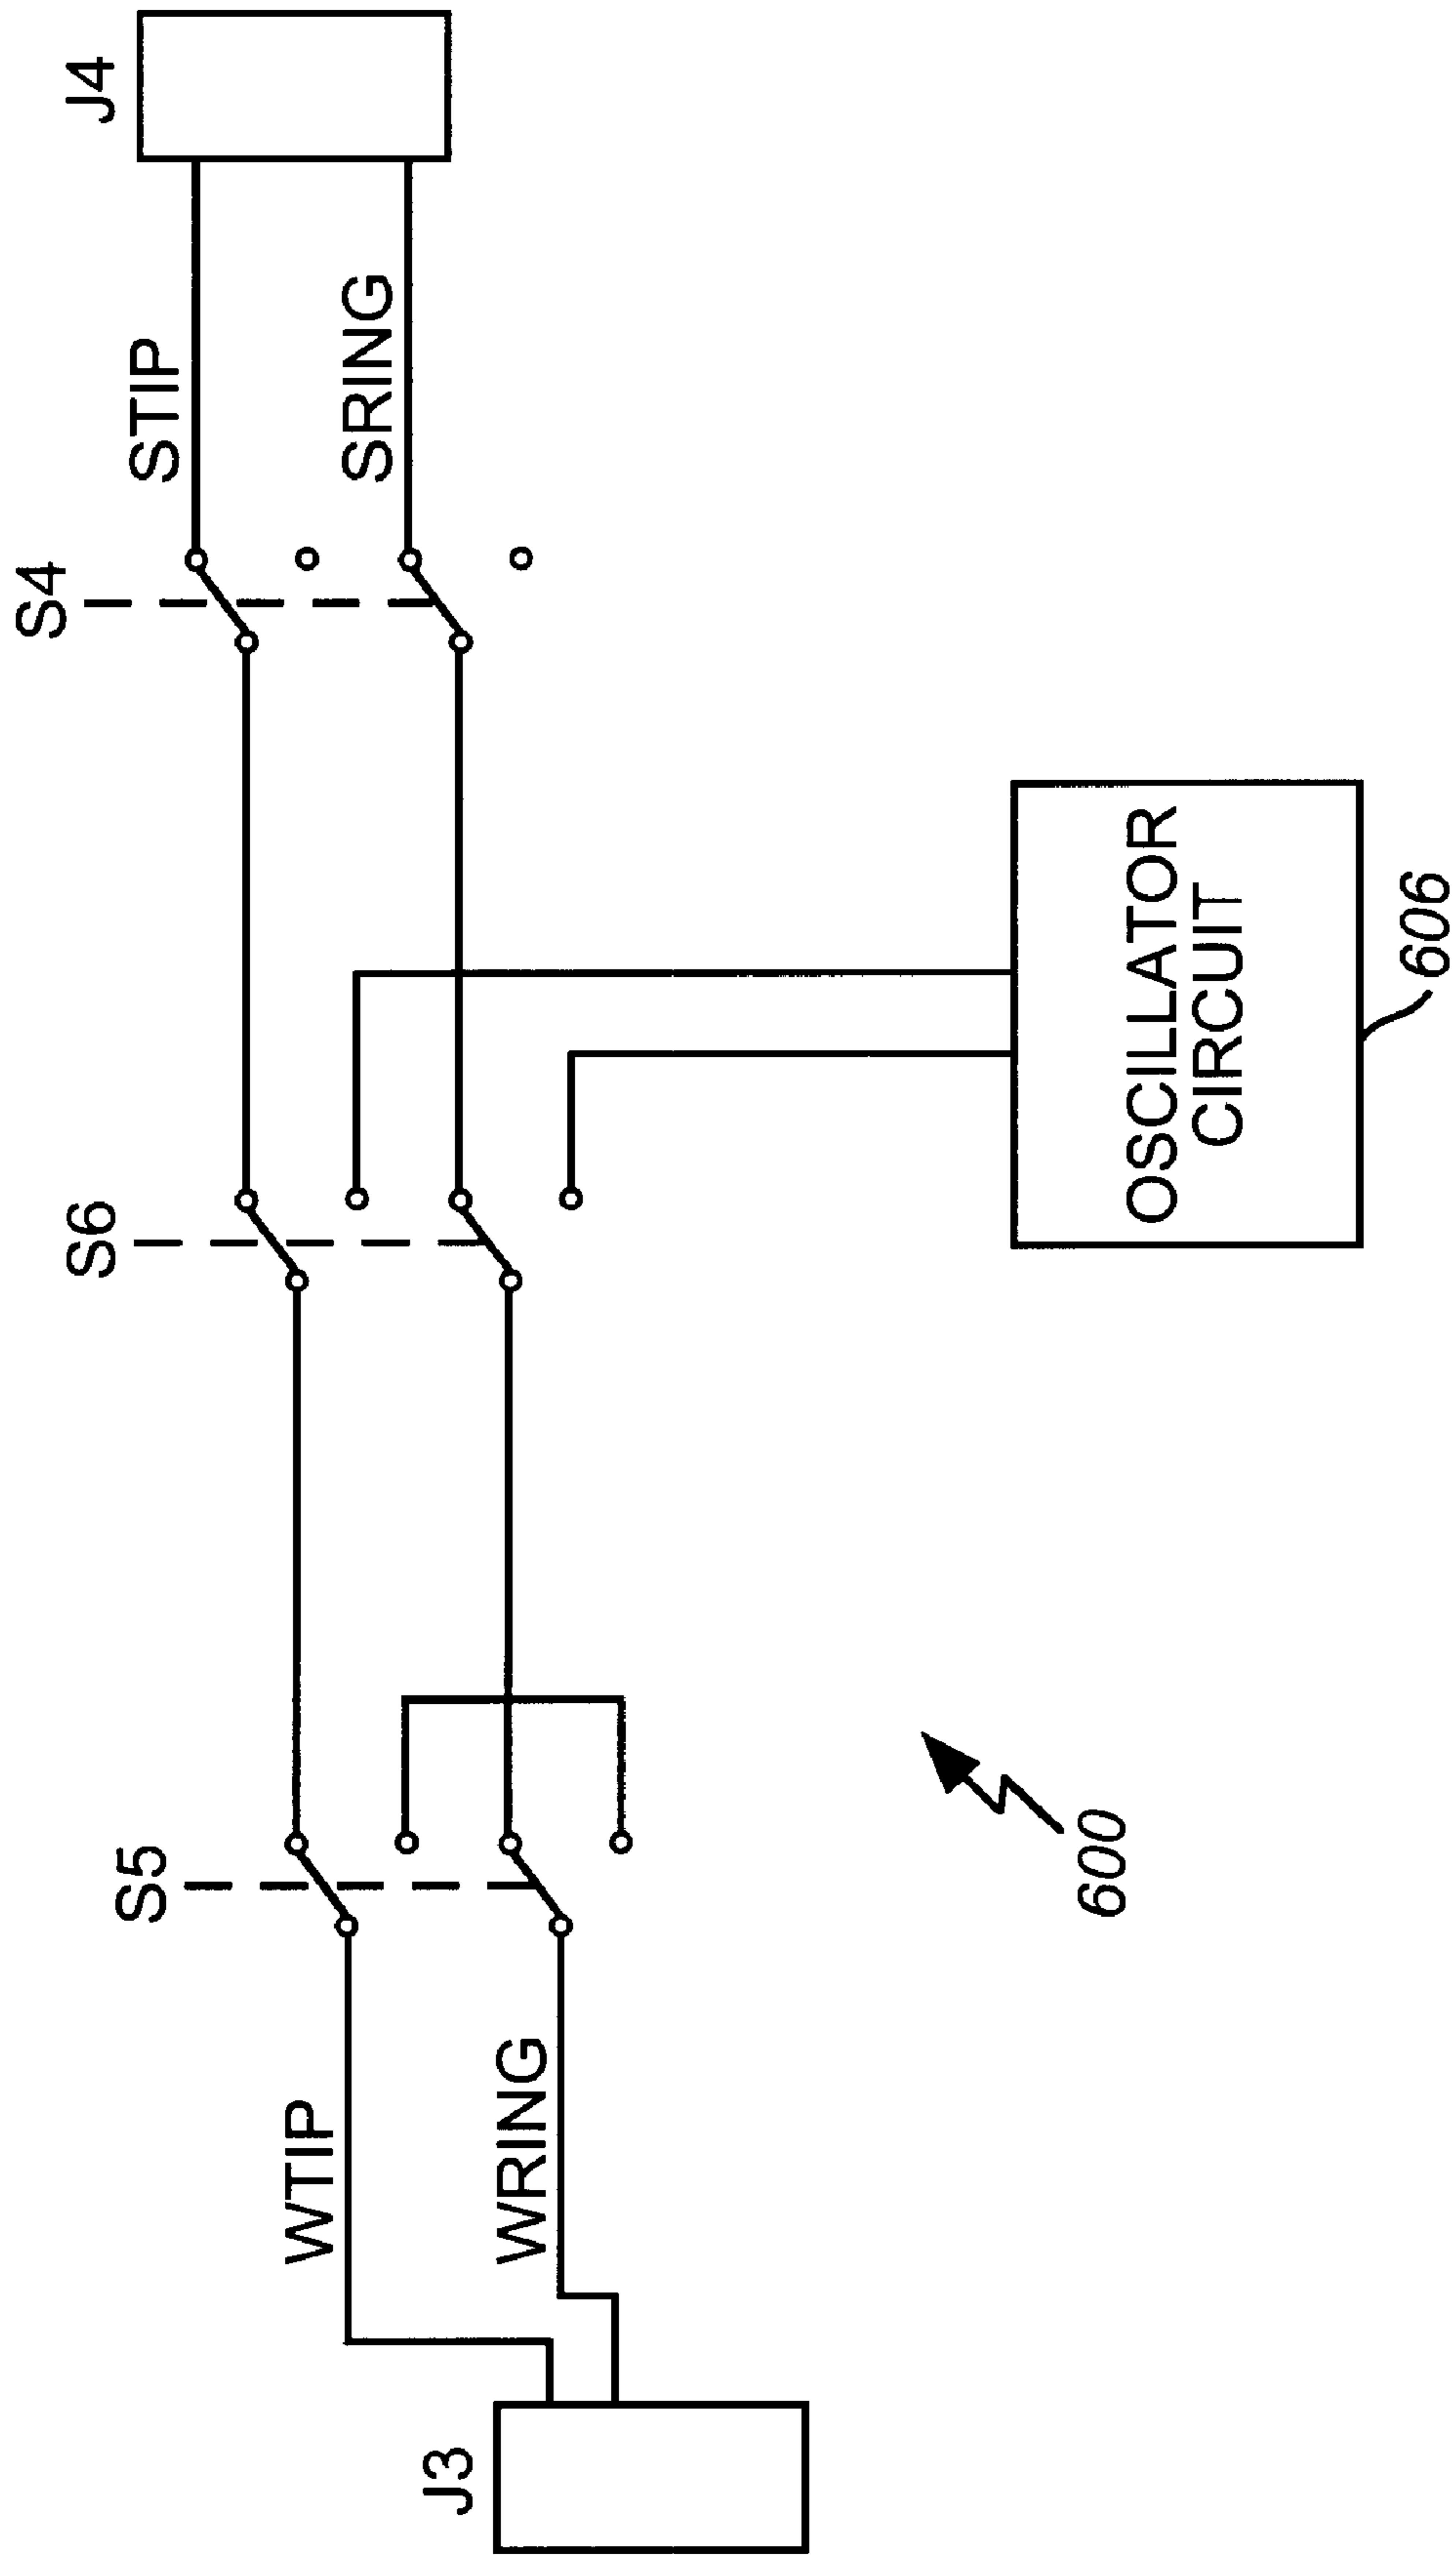 J3
WTIP
WRING
S5
S6
S4
STIP
SRING
J4
OSCILLATOR
CIRCUIT
606
600